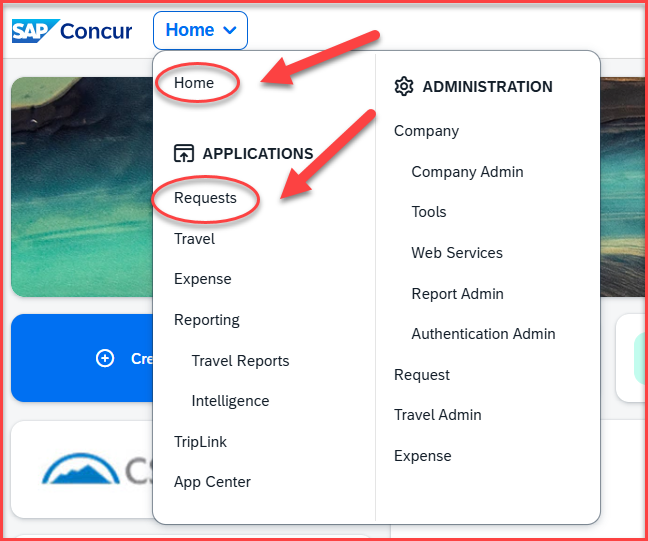 SAP Concur
Home
Home
APPLICATIONS
Requests
Travel
Expense
Reporting
Travel Reports
Intelligence
TripLink
App Center
ADMINISTRATION
Company
Company Admin
Tools
Web Services
Report Admin
Authentication Admin
Request
Travel Admin
Expense